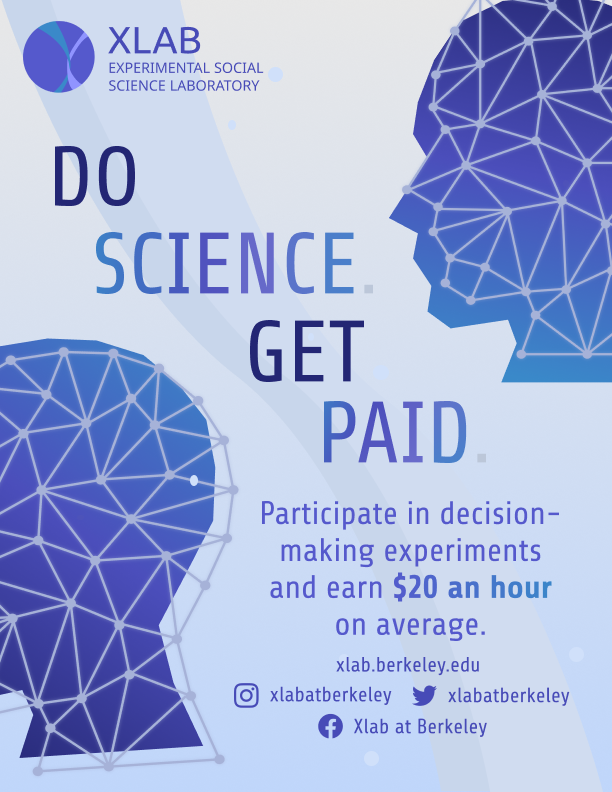 XLAB
EXPERIMENTAL SOCIAL
SCIENCE LABORATORY
DO
SCIENCE.
GET
PAID.
Participate in decision-
making experiments
and earn $20 an hour
on average.
xlab.berkeley.edu
xlabatberkeley xlabatberkeley
Xlab at Berkeley